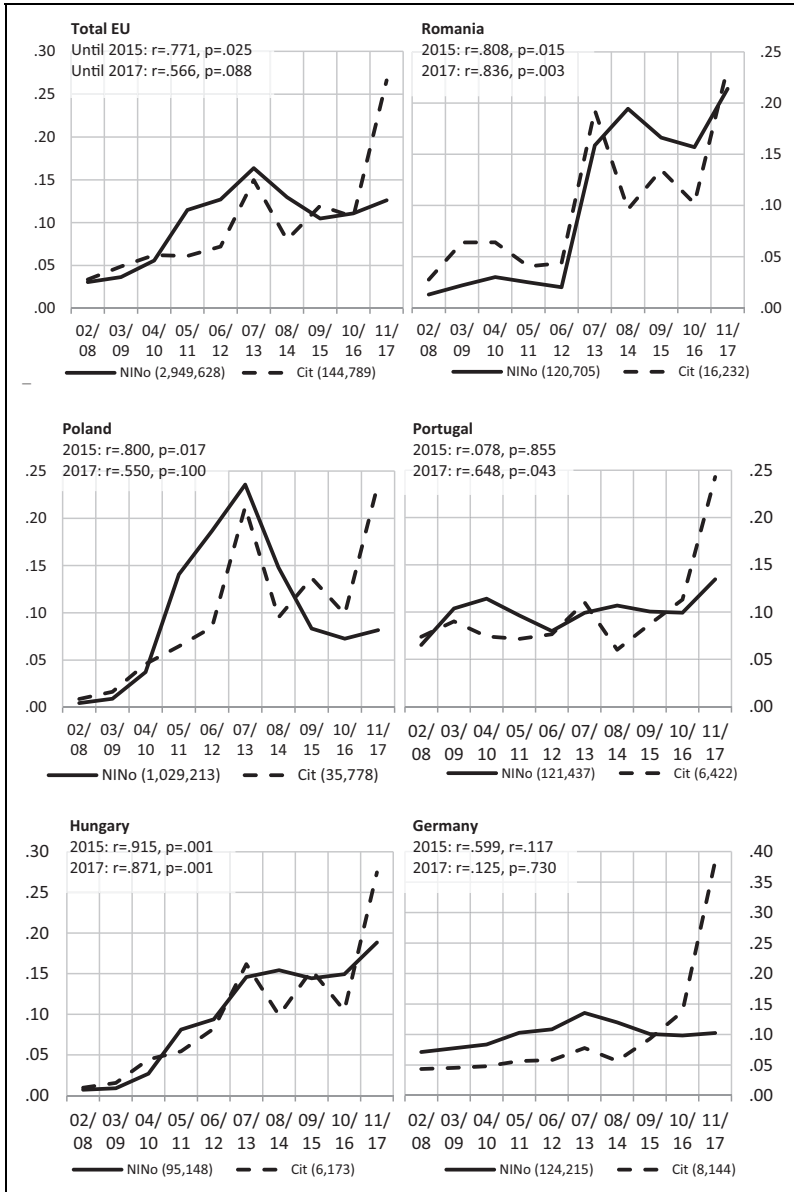 Total EU
Until 2015: r=.771, p=.025
Until 2017: r=.566, p=.088
.30
.25
.20
.15
.10
.05
.00
02/ 03/ 04/ 05/ 06/ 07/ 08/ 09/ 10/ 11/
08 09 10 11 12 13 14 15 16 17
NINo (2,949,628) Cit (144,789)
Romania
2015: r=.808, p=.015
2017: r=.836, p=.003
.25
.20
.15
.10
.05
.00
02/ 03/ 04/ 05/ 06/ 07/ 08/ 09/ 10/ 11/
08 09 10 11 12 13 14 15 16 17
NINo (120,705) Cit (16,232)
Poland
2015: r=.800, p=.017
2017: r=.550, p=.100
.25
.20
.15
.10
.05
.00
02/ 03/ 04/ 05/ 06/ 07/ 08/ 09/ 10/ 11/
08 09 10 11 12 13 14 15 16 17
NINo (1,029,213) Cit (35,778)
Portugal
2015: r=.078, p=.855
2017: r=.648, p=.043
.25
.20
.15
.10
.05
.00
02/ 03/ 04/ 05/ 06/ 07/ 08/ 09/ 10/ 11/
08 09 10 11 12 13 14 15 16 17
NINo (121,437) Cit (6,422)
Hungary
2015: r=.915, p=.001
2017: r=.871, p=.001
.30
.25
.20
.15
.10
.05
.00
02/ 03/ 04/ 05/ 06/ 07/ 08/ 09/ 10/ 11/
08 09 10 11 12 13 14 15 16 17
NINo (95,148) Cit (6,173)
Germany
2015: r=.599, r=.117
2017: r=.125, p=.730
.40
.35
.30
.25
.20
.15
.10
.05
.00
02/ 03/ 04/ 05/ 06/ 07/ 08/ 09/ 10/ 11/
08 09 10 11 12 13 14 15 16 17
NINo (124,215) Cit (8,144)